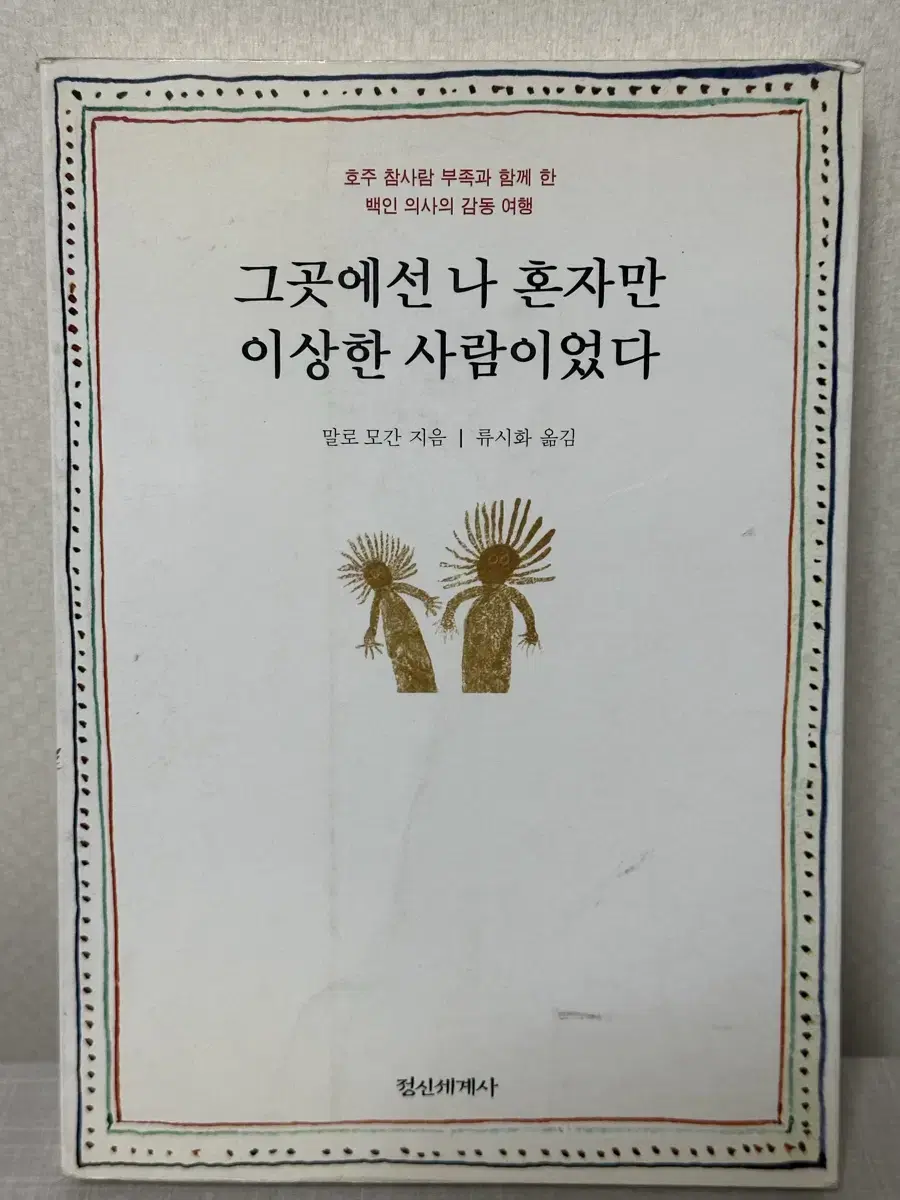 호주 참사람 부족과 함께 한
백인 의사의 감동 여행
그곳에선 나 혼자만
이상한 사람이었다
말로 모간 지음 | 류시화 옮김
정신세계사